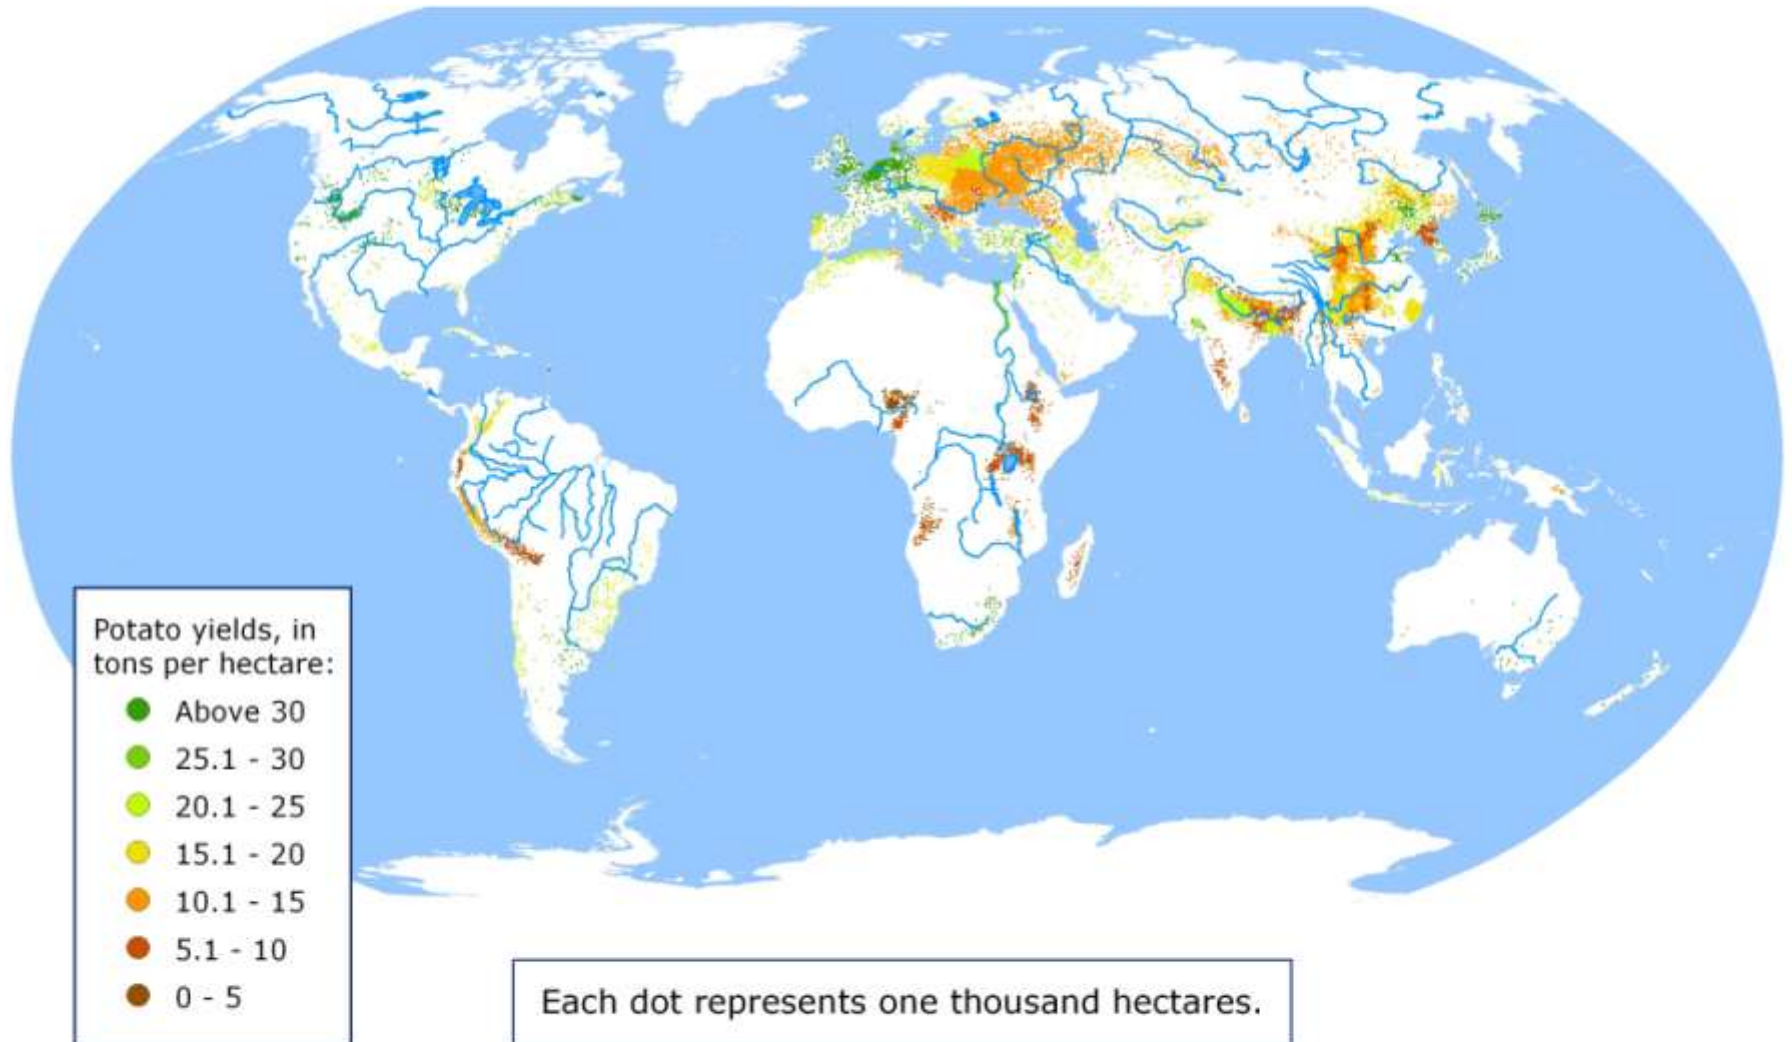 Potato yields, in
tons per hectare:
Above 30
25.1 - 30
20.1 - 25
15.1 - 20
10.1 - 15
5.1 - 10
0 - 5
Each dot represents one thousand hectares.